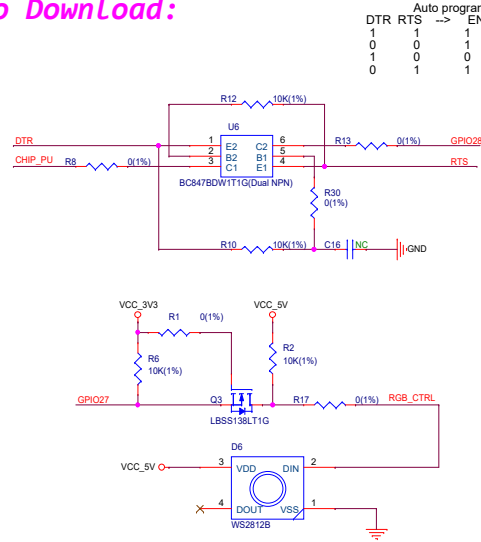 o Download:
Auto program
DTR RTS --> EN
1 1 1
0 0 1
1 0 0
0 1 1
R12 10K(1%)
U6
DTR 1 E2 C2 6 R13 0(1%) GPIO28
2 B2 B1 5
CHIP_PU R8 0(1%) 3 C1 E1 4 RTS
BC847BDW1T1G(Dual NPN)
R30
0(1%)
R10 10K(1%) C16 NC GND
VCC_3V3 VCC_5V
R1 0(1%)
R6
10K(1%)
R2
10K(1%)
GPIO27 Q3 R17 0(1%) RGB_CTRL
LBSS138LT1G
D6
VCC_5V 3 VDD DIN 2
4 DOUT VSS 1
WS2812B